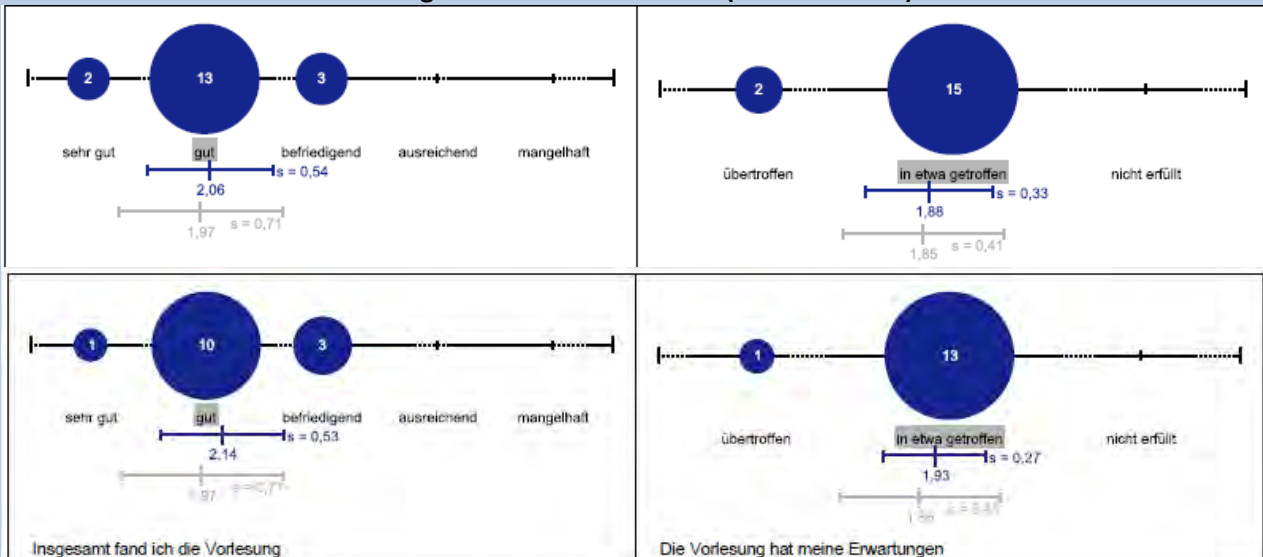 2 13 3
sehr gut gut befriedigend ausreichend mangelhaft
s = 0,54
2,06
s = 0,71
1,97
2 15
übertroffen in etwa getroffen nicht erfüllt
s = 0,33
1,88
s = 0,41
1,85
1 10 3
sehr gut gut befriedigend ausreichend mangelhaft
s = 0,53
2,14
1,97
Insgesamt fand ich die Vorlesung
1 13
übertroffen in etwa getroffen nicht erfüllt
s = 0,27
1,93
Die Vorlesung hat meine Erwartungen